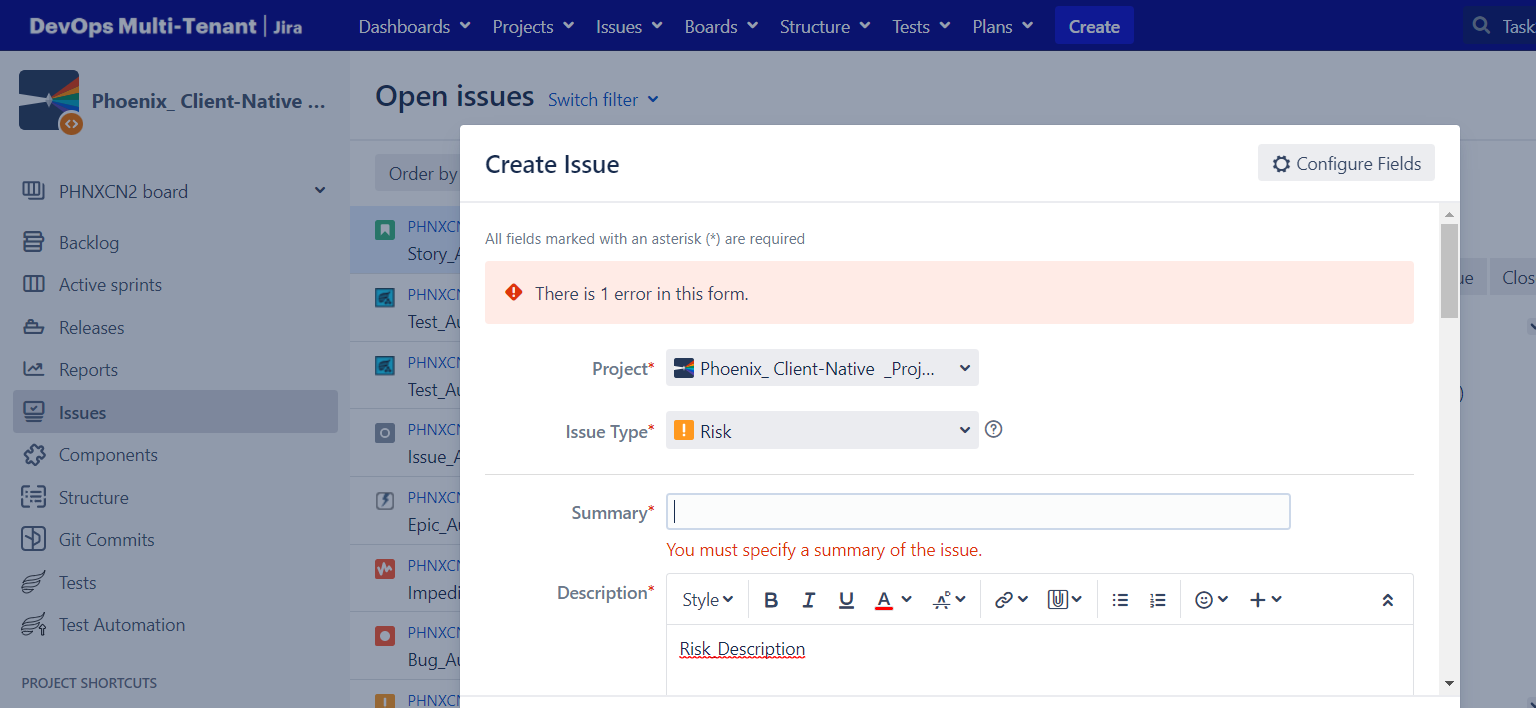 DevOps Multi-Tenant | Jira
Dashboards Projects Issues Boards Structure Tests Plans Create Task
Phoenix_ Client-Native ...
PHNXCN2 board
Backlog
Active sprints
Releases
Reports
Issues
Components
Structure
Git Commits
Tests
Test Automation
PROJECT SHORTCUTS
Open issues Switch filter
Order by
PHNXCN
Story_A
PHNXCN
Test_Au
PHNXCN
Test_Au
PHNXCN
Issue_A
PHNXCN
Epic_Au
PHNXCN
Impedi
PHNXCN
Bug_Au
PHNXCN
Clos
Create Issue
Configure Fields
All fields marked with an asterisk (*) are required
There is 1 error in this form.
Project* Phoenix_ Client-Native _Proj...
Issue Type* Risk
Summary*
You must specify a summary of the issue.
Description* Style B I U A
Risk_Description